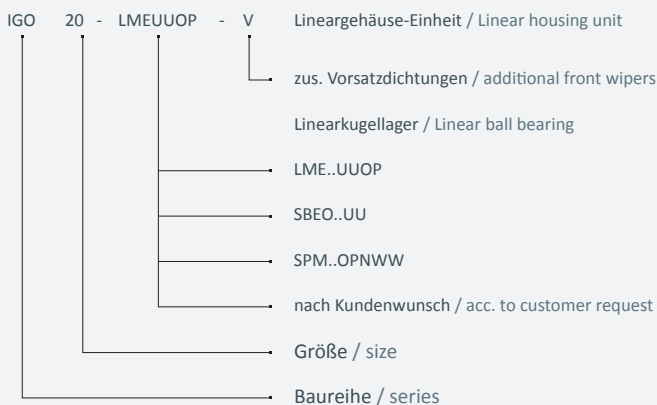 IGO 20 - LMEUUOP - V Lineargehäuse-Einheit / Linear housing unit
zus. Vorsatzdichtungen / additional front wipers
Linearkugellager / Linear ball bearing
LME..UUOP
SBEO..UU
SPM..OPNWW
nach Kundenwunsch / acc. to customer request
Größe / size
Baureihe / series